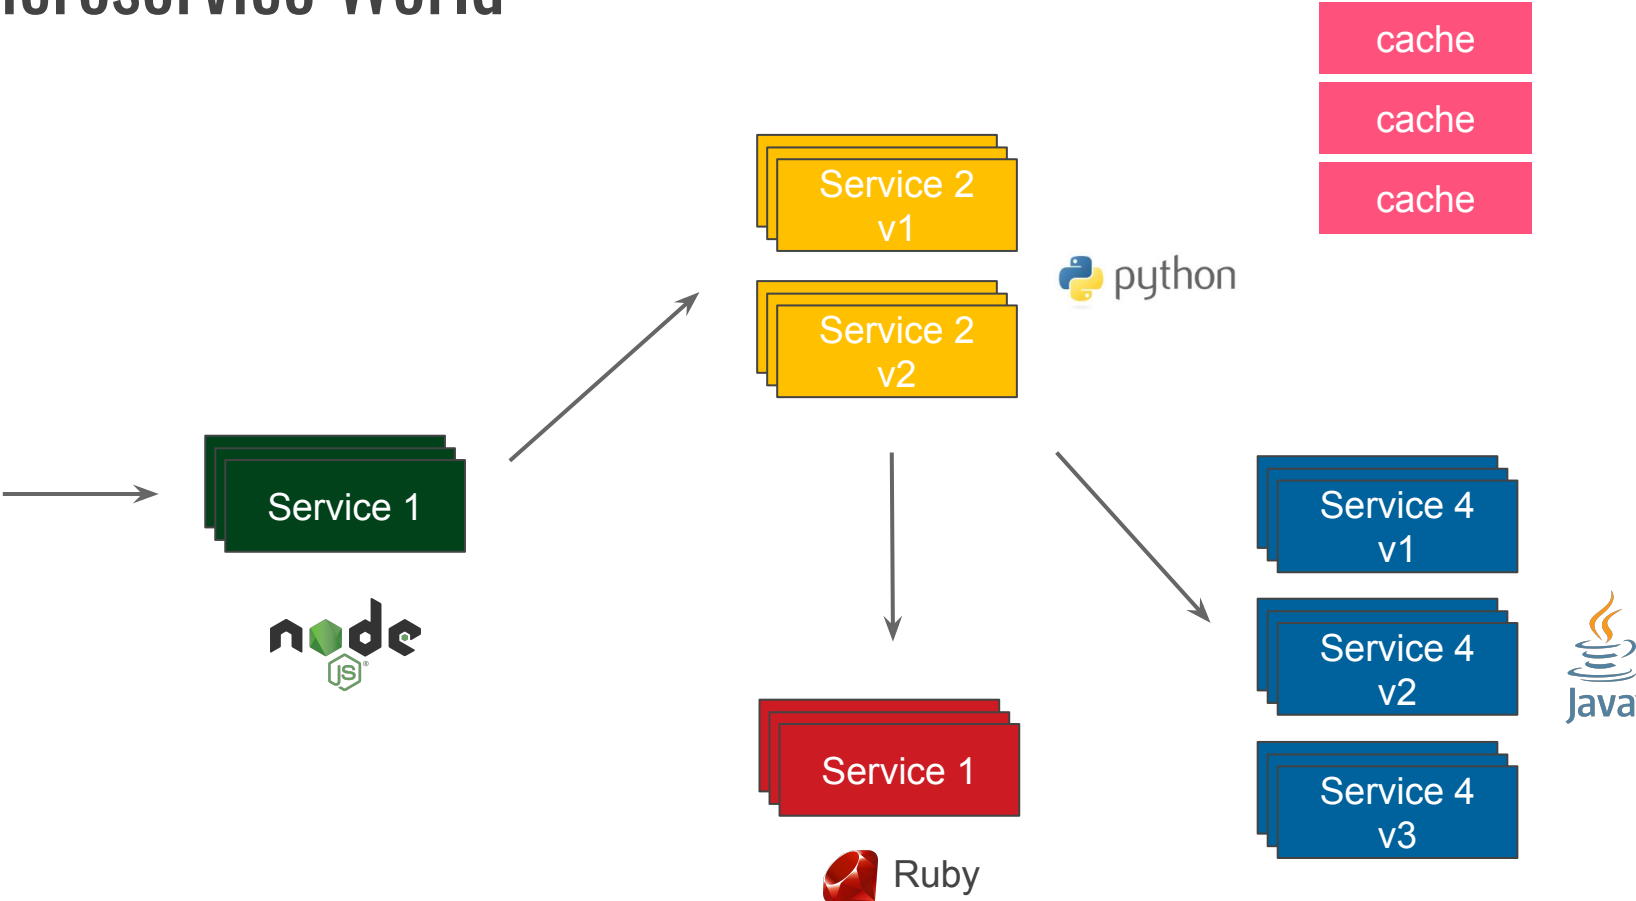 World
cache
cache
cache
Service 2
v1
python
Service 2
v2
Service 1
node
JS
Service 4
v1
Service 4
v2
Java
Service 1
Service 4
v3
Ruby